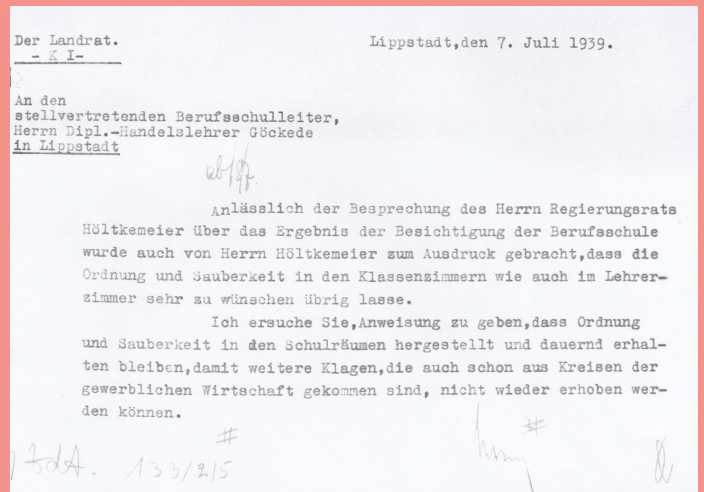 Der Landrat.
- K I-
Lippstadt,den 7. Juli 1939.
An den
stellvertretenden Berufsschulleiter,
Herrn Dipl.-Handelslehrer Göckede
in Lippstadt
Anlässlich der Besprechung des Herrn Regierungsrats
Höltkemeier über das Ergebnis der Besichtigung der Berufsschule
wurde auch von Herrn Höltkemeier zum Ausdruck gebracht,dass die
Ordnung und Sauberkeit in den Klassenzimmern wie auch im Lehrer-
zimmer sehr zu wünschen übrig lasse.
Ich ersuche Sie,Anweisung zu geben,dass Ordnung
und Sauberkeit in den Schulräumen hergestellt und dauernd erhal-
ten bleiben,damit weitere Klagen,die auch schon aus Kreisen der
gewerblichen Wirtschaft gekommen sind, nicht wieder erhoben wer-
den können.
133/2/5